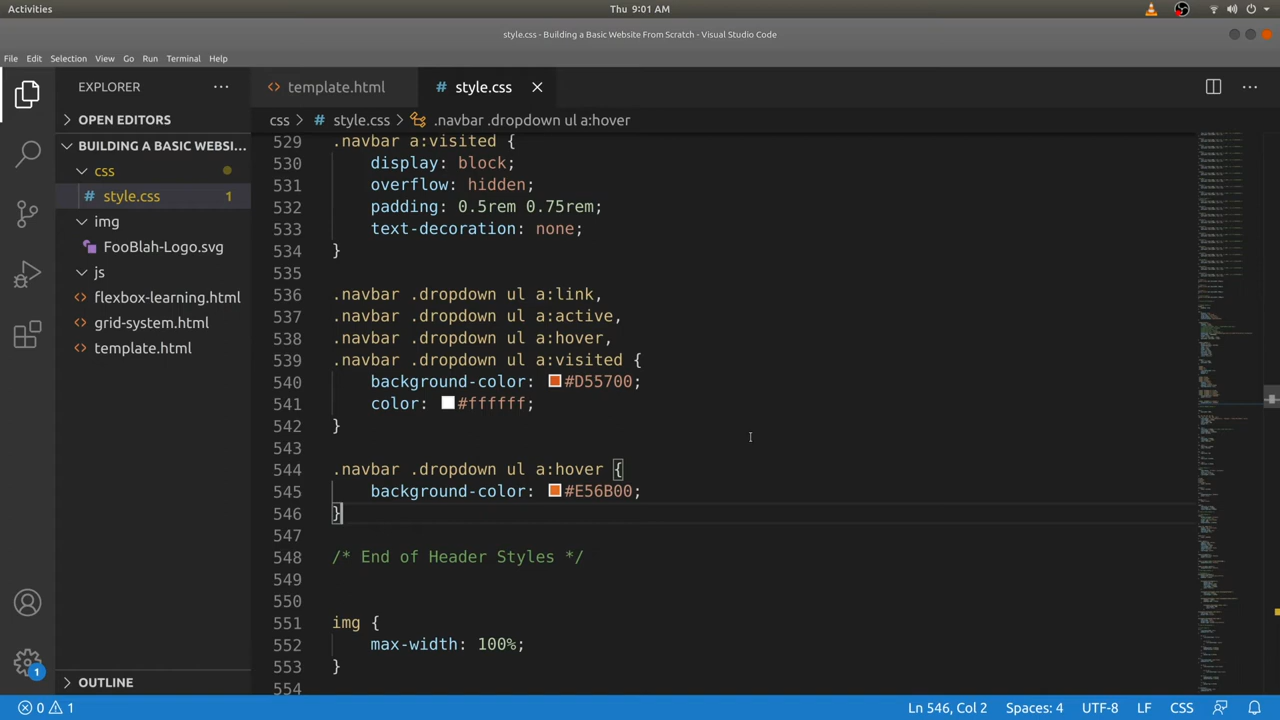 Activities
Thu 9:01 AM
style.css - Building a Basic Website From Scratch - Visual Studio Code
File Edit Selection View Go Run Terminal Help
EXPLORER
OPEN EDITORS
BUILDING A BASIC WEBSI...
css
style.css 1
img
FooBlah-Logo.svg
js
flexbox-learning.html
grid-system.html
template.html
OUTLINE
1
template.html
style.css
css > style.css > .navbar .dropdown ul a:hover
529 .navbar a:visited {
530 display: block;
531 overflow: hidden;
532 padding: 0.5rem .75rem;
533 text-decoration: none;
534 }
535
536 .navbar .dropdown ul a:link,
537 .navbar .dropdown ul a:active,
538 .navbar .dropdown ul a:hover,
539 .navbar .dropdown ul a:visited {
540 background-color: #D55700;
541 color: #ffffff;
542 }
543
544 .navbar .dropdown ul a:hover {
545 background-color: #E56B00;
546 }
547
548 /* End of Header Styles */
549
550
551 img {
552 max-width: 100%;
553 }
554
0 1
Ln 546, Col 2 Spaces: 4 UTF-8 LF CSS